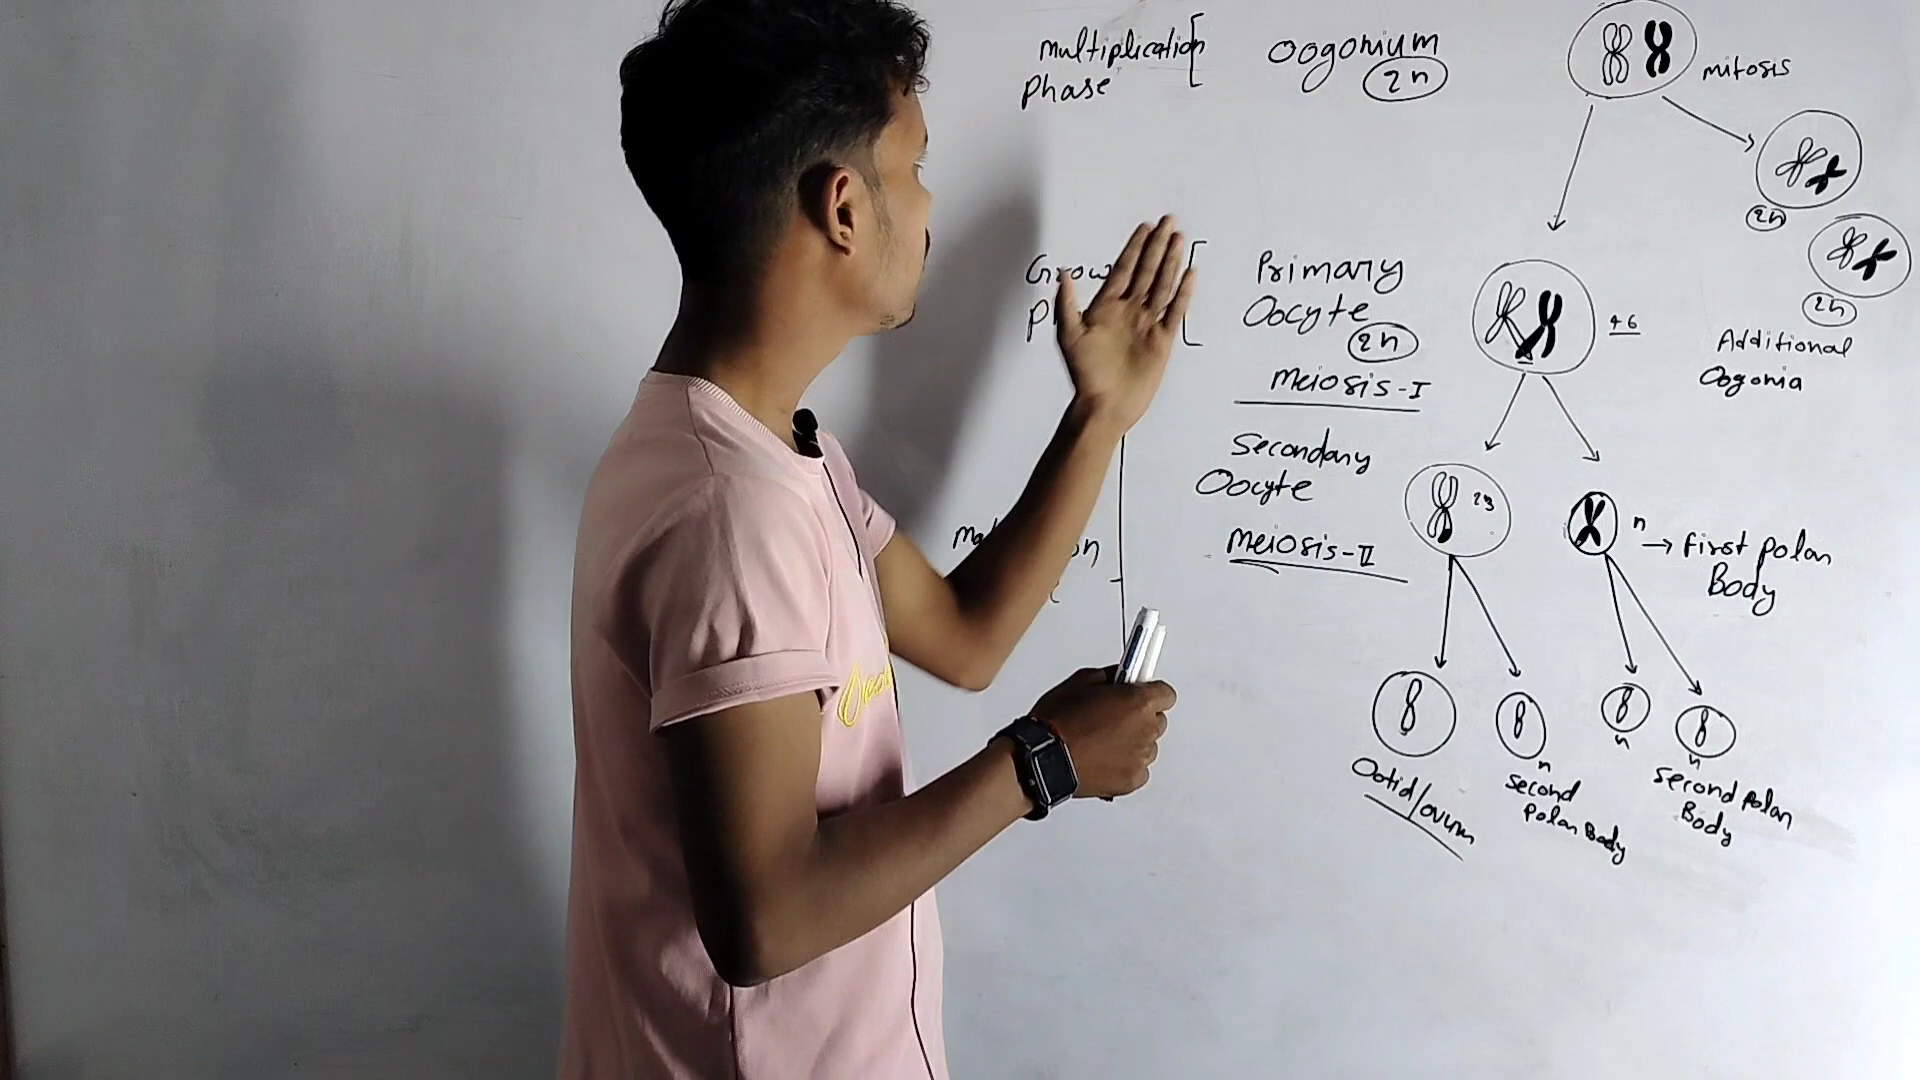 Multiplication
Phase
Oogonium
2n
mitosis
2n
2n
Additional
Oogonia
Primary
Oocyte
2n
46
Meiosis-I
Secondary
Oocyte
23
n
→ First Polar
Body
Meiosis-II
n
n
n
Ootid/ovum
second
Polar Body
second Polar
Body